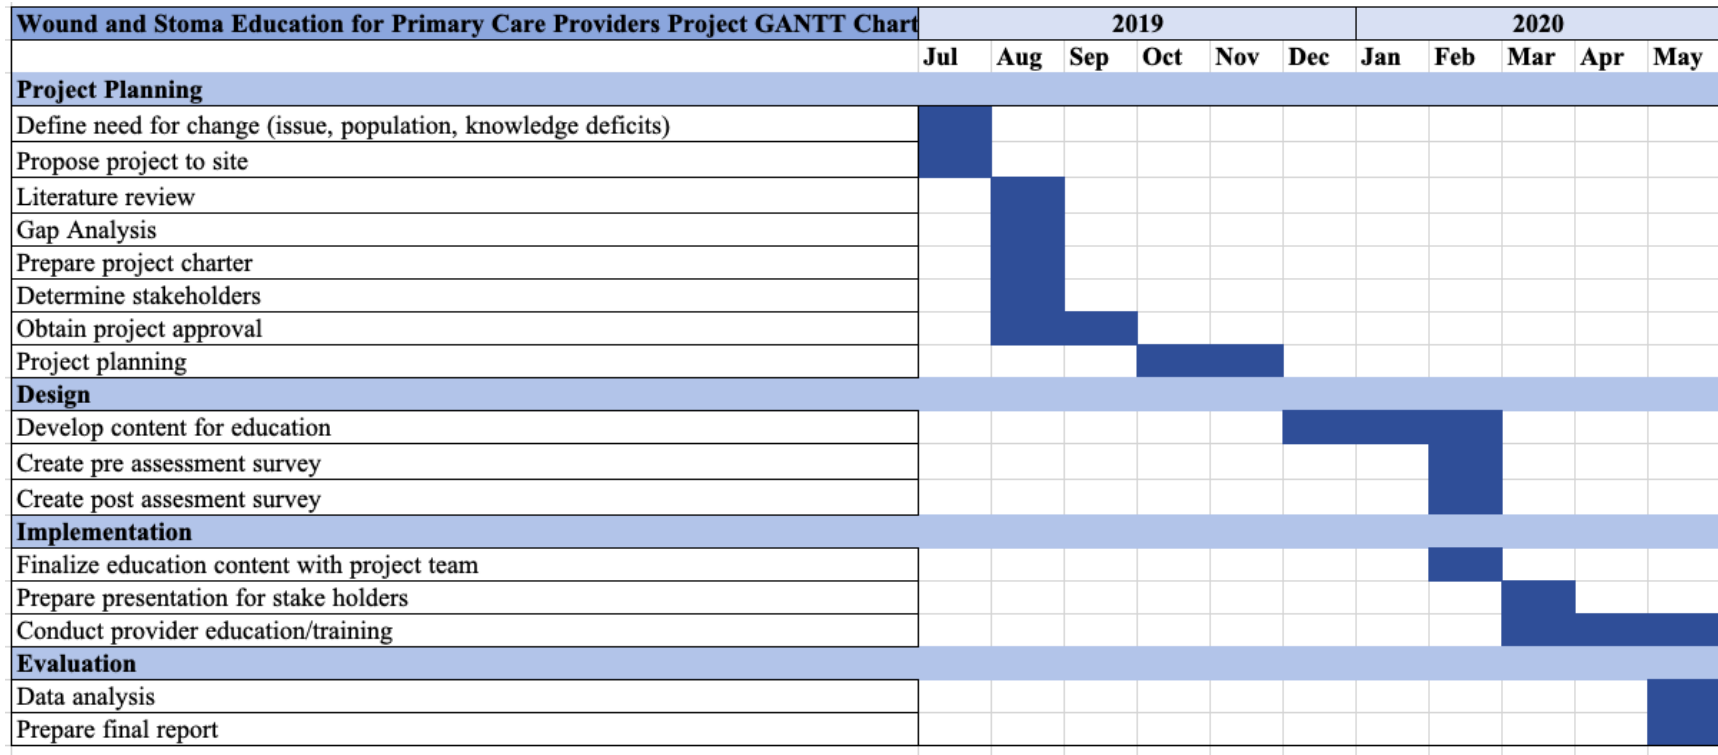 Wound and Stoma Education for Primary Care Providers Project GANTT Chart 2019 2020
Jul Aug Sep Oct Nov Dec Jan Feb Mar Apr May
Project Planning
Define need for change (issue, population, knowledge deficits)
Propose project to site
Literature review
Gap Analysis
Prepare project charter
Determine stakeholders
Obtain project approval
Project planning
Design
Develop content for education
Create pre assessment survey
Create post assesment survey
Implementation
Finalize education content with project team
Prepare presentation for stake holders
Conduct provider education/training
Evaluation
Data analysis
Prepare final report